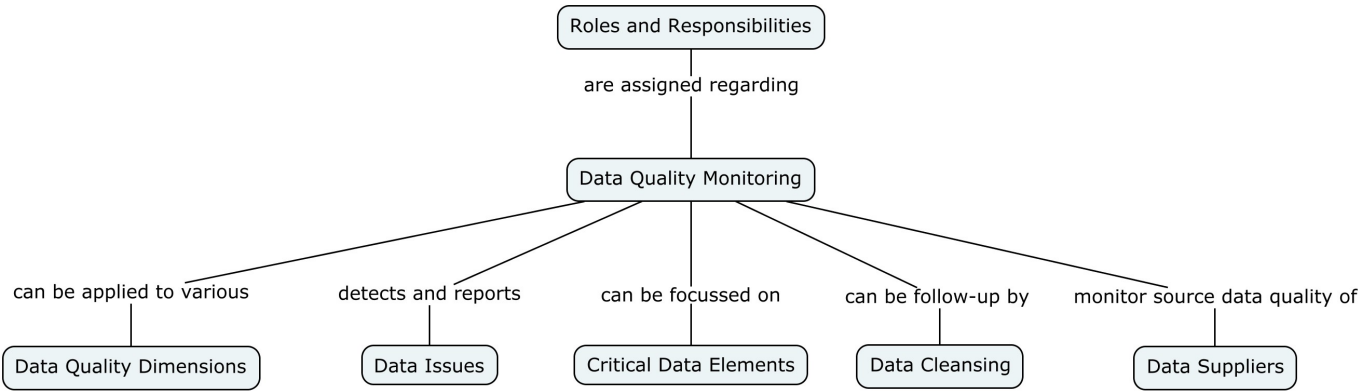 Roles and Responsibilities
are assigned regarding
Data Quality Monitoring
can be applied to various
detects and reports
can be focussed on
can be follow-up by
monitor source data quality of
Data Quality Dimensions
Data Issues
Critical Data Elements
Data Cleansing
Data Suppliers